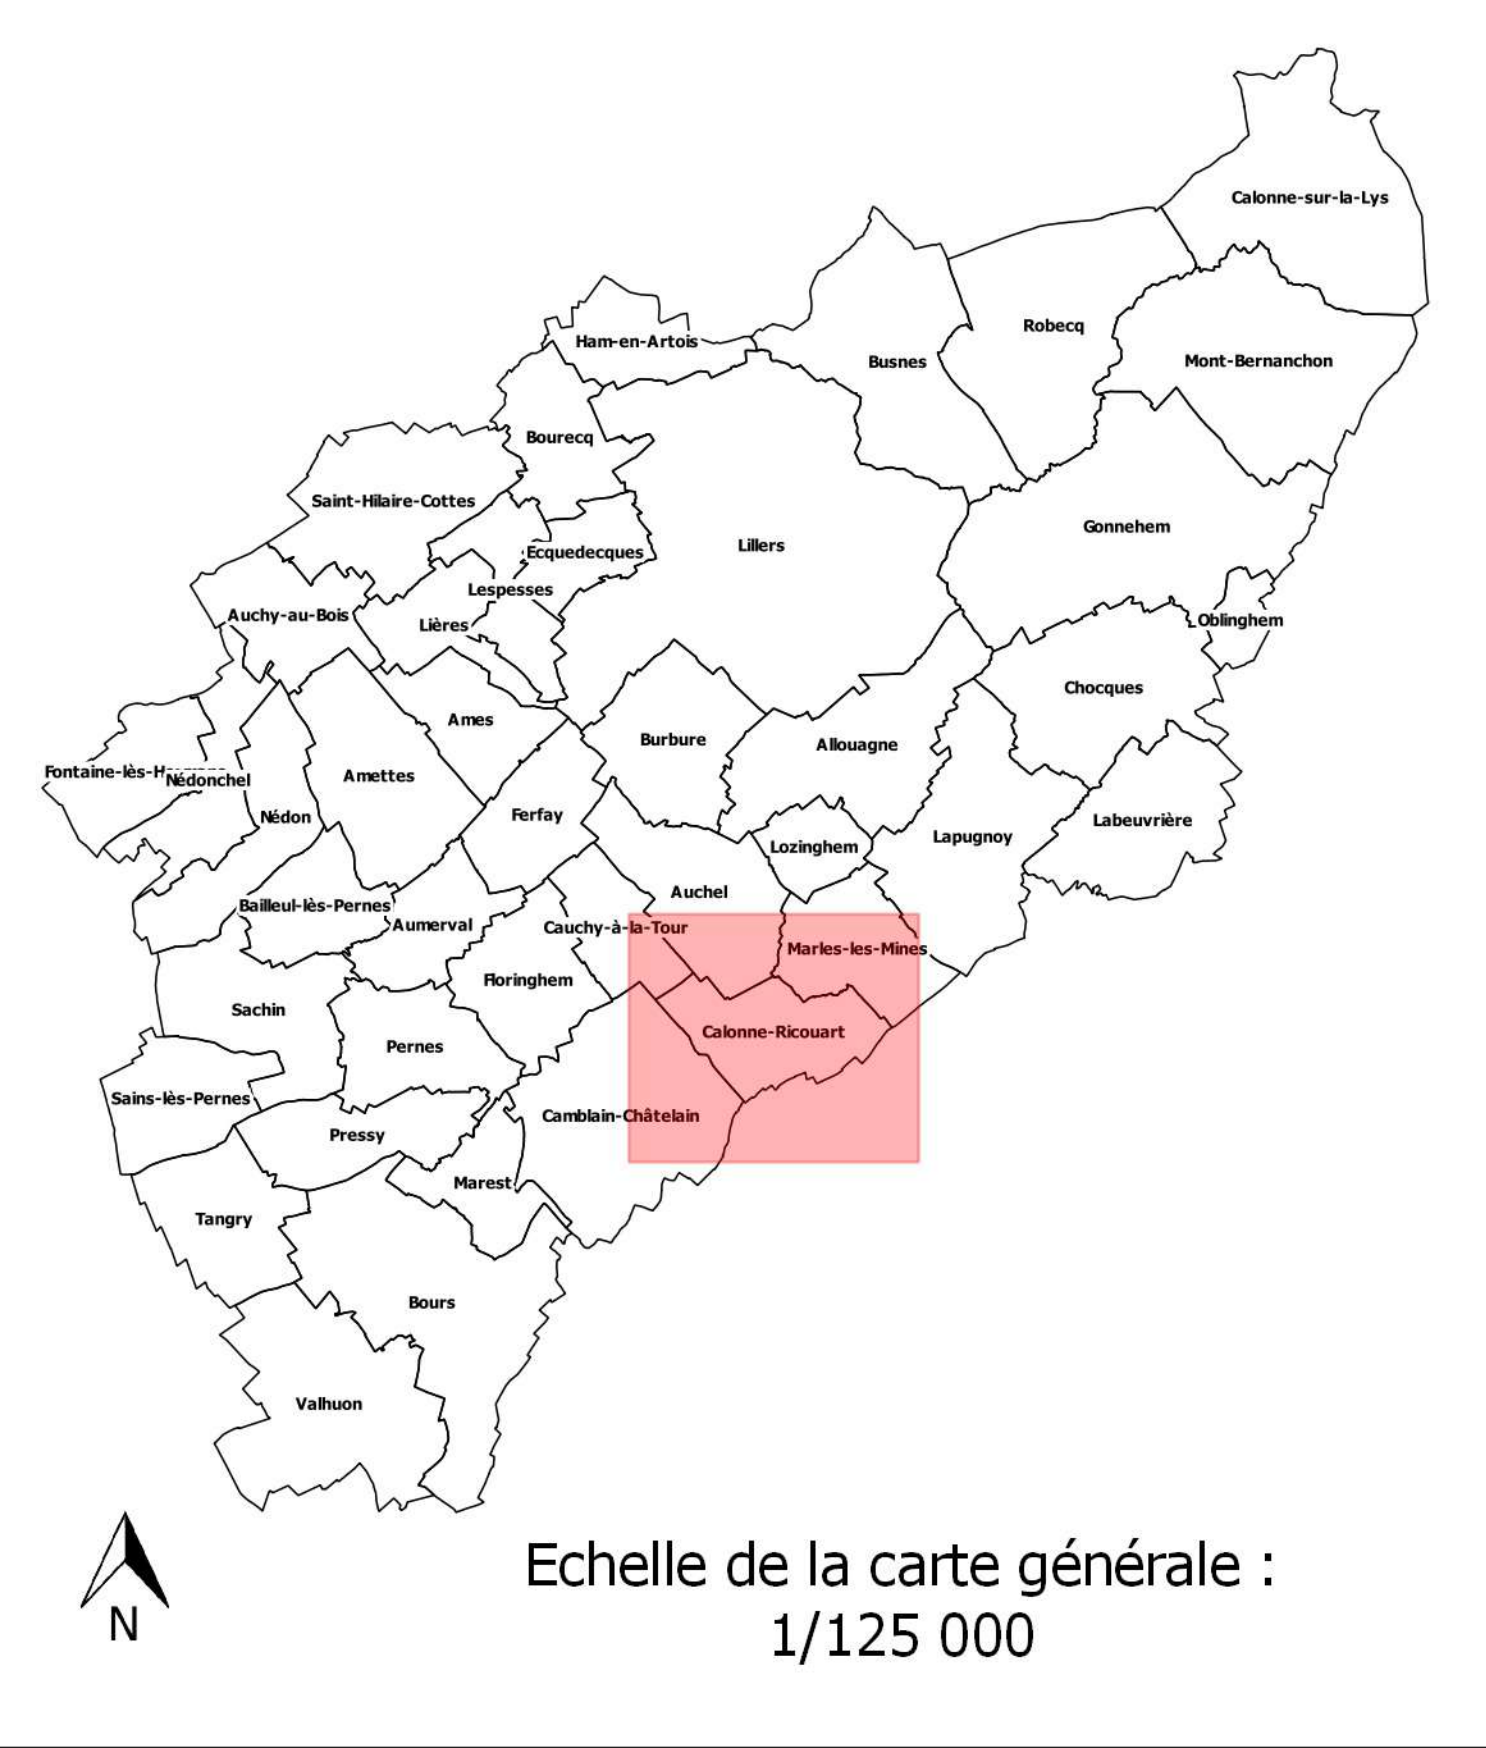 Calonne-sur-la-Lys
Robecq
Ham-en-Artois
Busnes
Mont-Bernanchon
Bourecq
Saint-Hilaire-Cottes
Gonnehem
Lillers
Ecquedecques
Lespesses
Auchy-au-Bois
Lières
Oblinghem
Chocques
Ames
Burbure
Allouagne
Fontaine-lès-H
Nédonchel
Amettes
Nédon
Ferfay
Labeuvrière
Lapugnoy
Lozinghem
Auchel
Bailleul-lès-Pernes
Aumerval
Cauchy-à-la-Tour
Marles-les-Mines
Floringhem
Sachin
Calonne-Ricouart
Pernes
Sains-lès-Pernes
Camblain-Châtelain
Pressy
Marest
Tangry
Bours
Valhuon
N
Echelle de la carte générale :
1/125 000